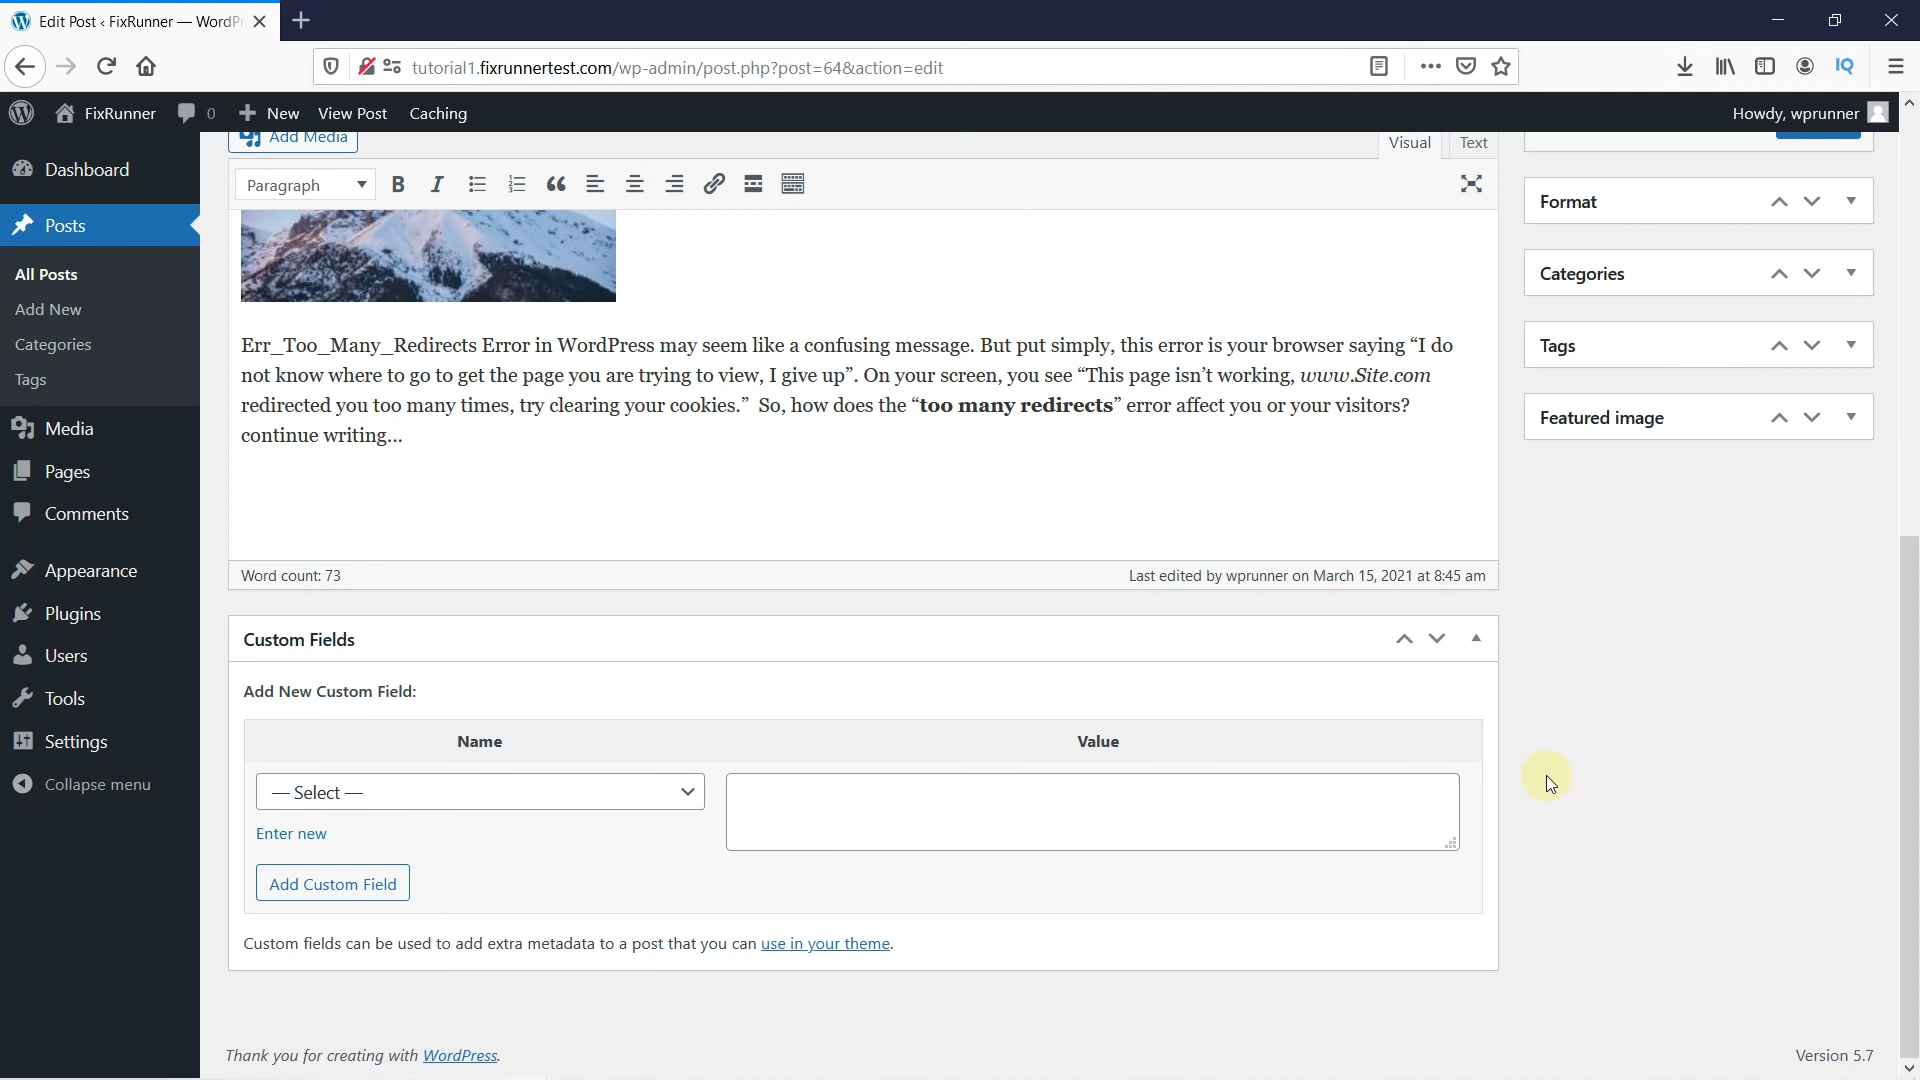 Edit Post ‹ FixRunner — WordPr
tutorial1.fixrunnertest.com/wp-admin/post.php?post=64&action=edit
FixRunner 0 New View Post Caching
Howdy, wprunner
Dashboard
Posts
All Posts
Add New
Categories
Tags
Media
Pages
Comments
Appearance
Plugins
Users
Tools
Settings
Collapse menu
Add Media
Visual Text
Paragraph
Err_Too_Many_Redirects Error in WordPress may seem like a confusing message. But put simply, this error is your browser saying “I do
not know where to go to get the page you are trying to view, I give up”. On your screen, you see “This page isn’t working, www.Site.com
redirected you too many times, try clearing your cookies.” So, how does the “too many redirects” error affect you or your visitors?
continue writing...
Word count: 73
Last edited by wprunner on March 15, 2021 at 8:45 am
Custom Fields
Add New Custom Field:
Name Value
— Select —
Enter new
Add Custom Field
Custom fields can be used to add extra metadata to a post that you can use in your theme.
Format
Categories
Tags
Featured image
Thank you for creating with WordPress.
Version 5.7
IQ